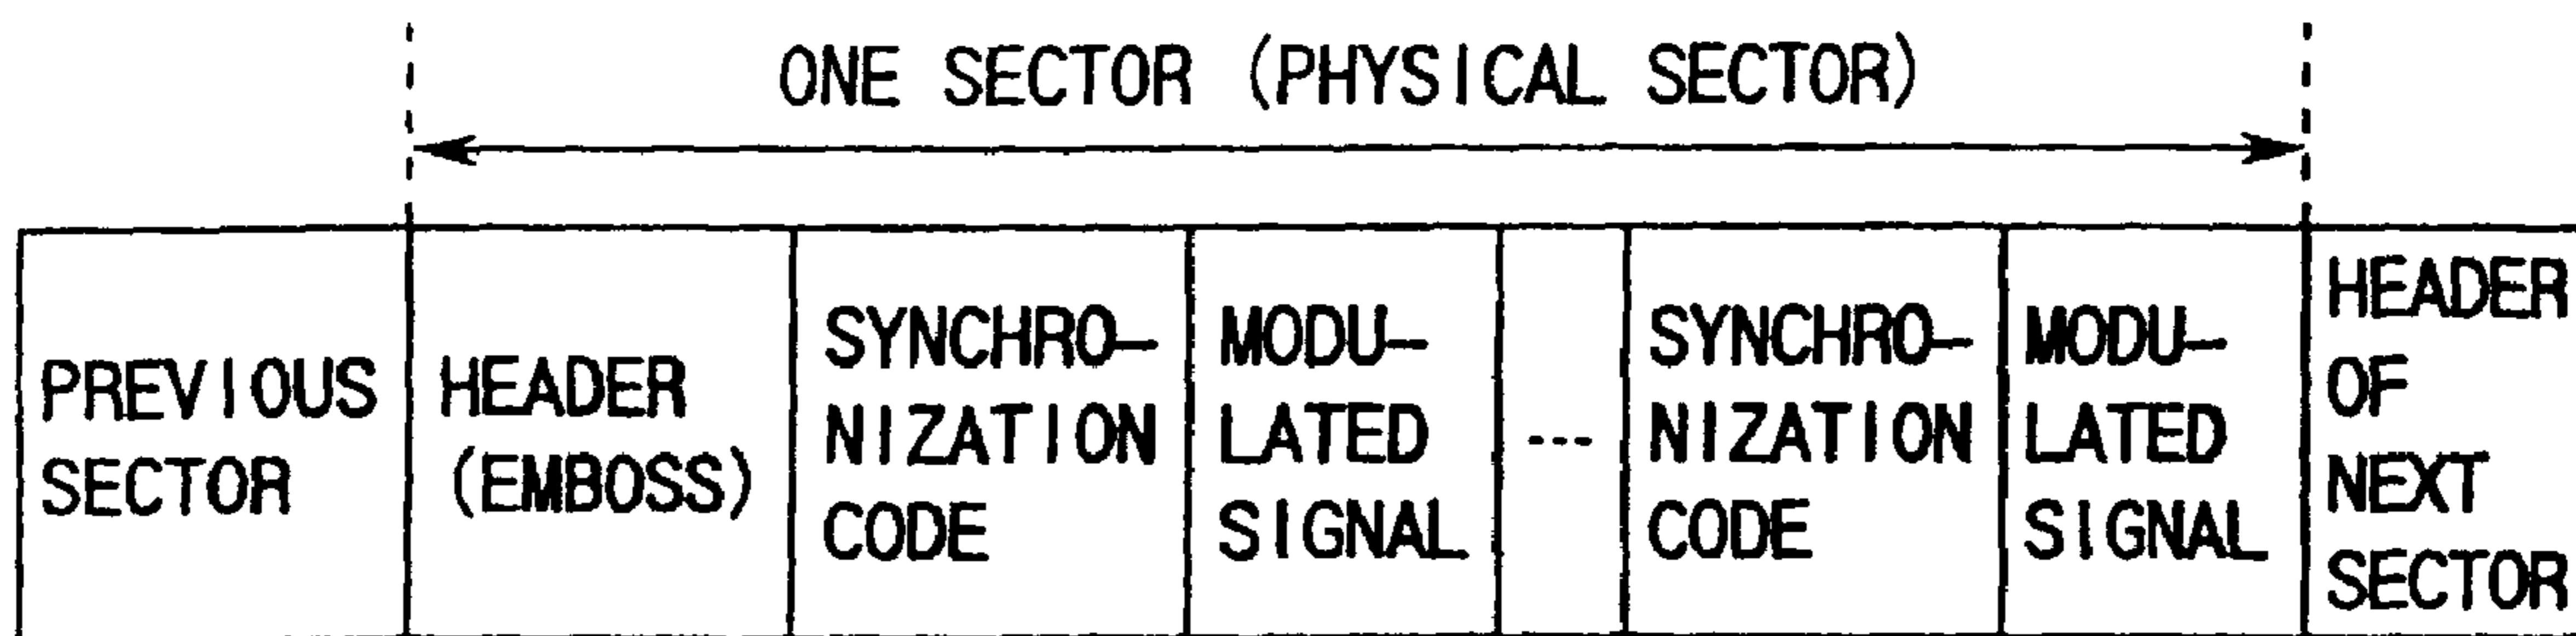 ONE SECTOR (PHYSICAL SECTOR)
PREVIOUS
SECTOR
HEADER
(EMBOSS)
SYNCHRO–
NIZATION
CODE
MODU–
LATED
SIGNAL
---
SYNCHRO–
NIZATION
CODE
MODU–
LATED
SIGNAL
HEADER
OF
NEXT
SECTOR